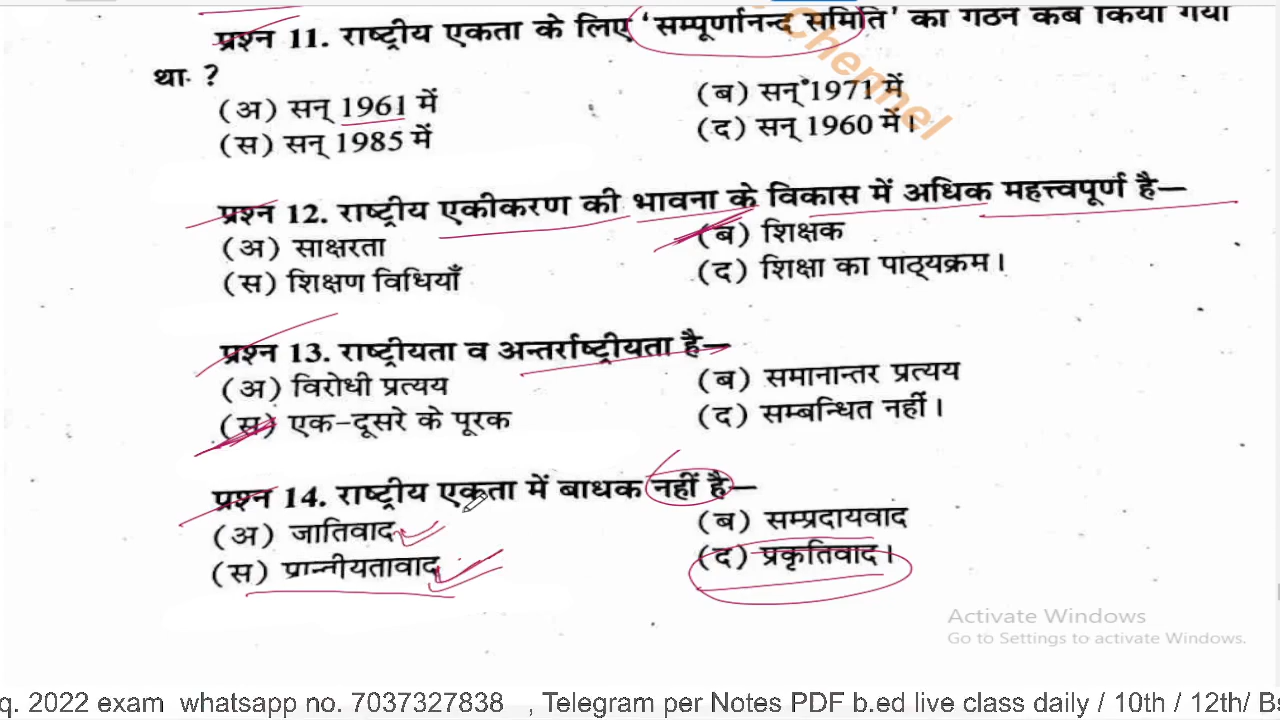 प्रश्न 11. राष्ट्रीय एकता के लिए ‘सम्पूर्णानन्द समिति’ का गठन कब किया गया
था ?
(अ) सन् 1961 में
(ब) सन् 1971 में
(स) सन् 1985 में
(द) सन् 1960 में।
Chennel
प्रश्न 12. राष्ट्रीय एकीकरण की भावना के विकास में अधिक महत्त्वपूर्ण है—
(अ) साक्षरता
(ब) शिक्षक
(स) शिक्षण विधियाँ
(द) शिक्षा का पाठ्यक्रम।
प्रश्न 13. राष्ट्रीयता व अन्तर्राष्ट्रीयता है—
(अ) विरोधी प्रत्यय
(ब) समानान्तर प्रत्यय
(स) एक-दूसरे के पूरक
(द) सम्बन्धित नहीं।
प्रश्न 14. राष्ट्रीय एकता में बाधक नहीं है—
(अ) जातिवाद
(ब) सम्प्रदायवाद
(स) प्रान्तीयतावाद
(द) प्रकृतिवाद।
Activate Windows
Go to Settings to activate Windows.
q. 2022 exam whatsapp no. 7037327838 , Telegram per Notes PDF b.ed live class daily / 10th / 12th/